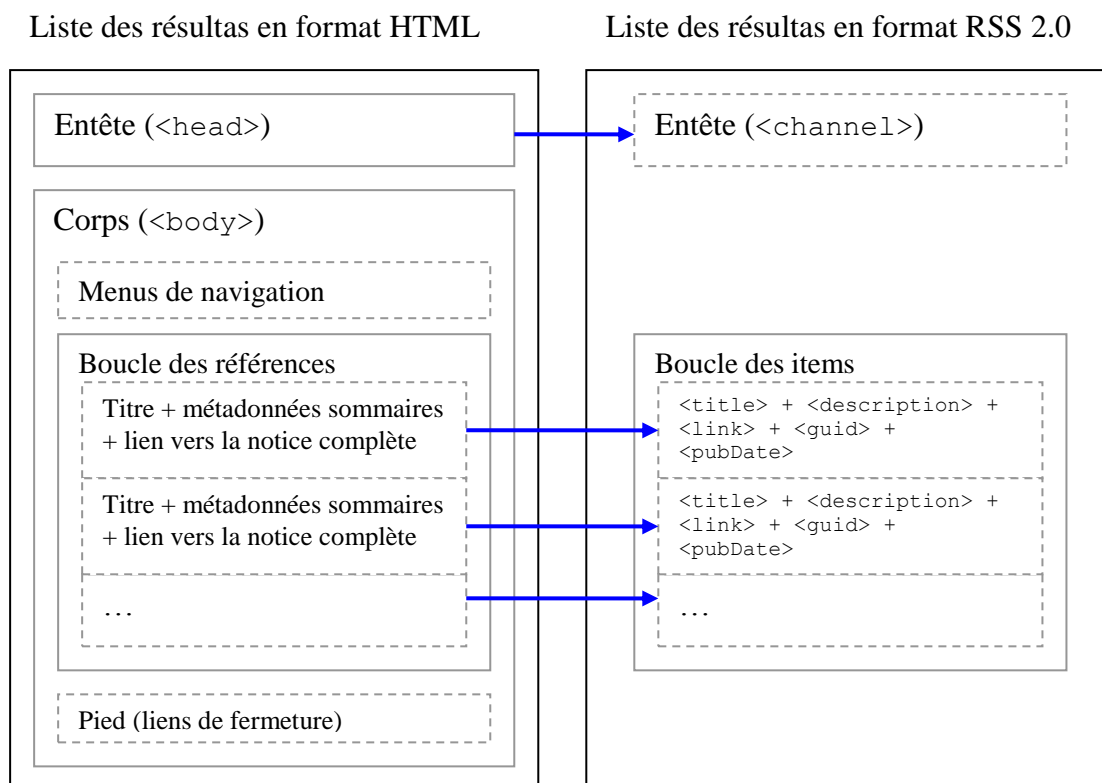 Liste des résultas en format HTML
Liste des résultas en format RSS 2.0
Entête (<head>)
Entête (<channel>)
Corps (<body>)
Menus de navigation
Boucle des références
Titre + métadonnées sommaires
+ lien vers la notice complète
Titre + métadonnées sommaires
+ lien vers la notice complète
…
Pied (liens de fermeture)
Boucle des items
<title> + <description> +
<link> + <guid> +
<pubDate>
<title> + <description> +
<link> + <guid> +
<pubDate>
…